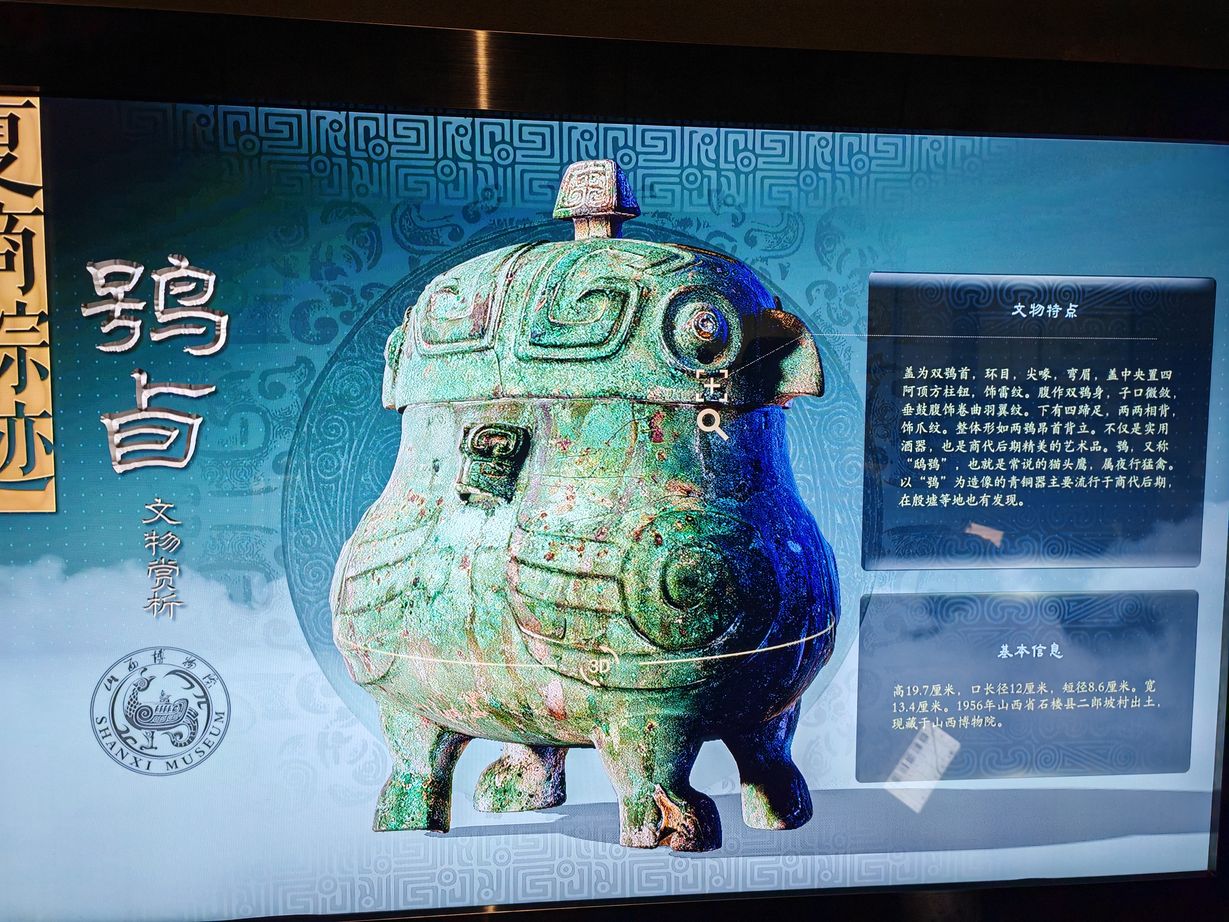 夏商踪迹
鸮卣
文物赏析
山西博物院
SHANXI MUSEUM
3D
文物特点
盖为双鸮首，环目，尖喙，弯眉，盖中央置四
阿顶方柱钮，饰雷纹。腹作双鸮身，子口微敛，
垂鼓腹饰卷曲羽翼纹。下有四蹄足，两两相背，
饰爪纹。整体形如两鸮昂首背立。不仅是实用
酒器，也是商代后期精美的艺术品。鸮，又称
“鸱鸮”，也就是常说的猫头鹰，属夜行猛禽。
以“鸮”为造像的青铜器主要流行于商代后期，
在殷墟等地也有发现。
基本信息
高19.7厘米，口长径12厘米，短径8.6厘米。宽
13.4厘米。1956年山西省石楼县二郎坡村出土，
现藏于山西博物院。